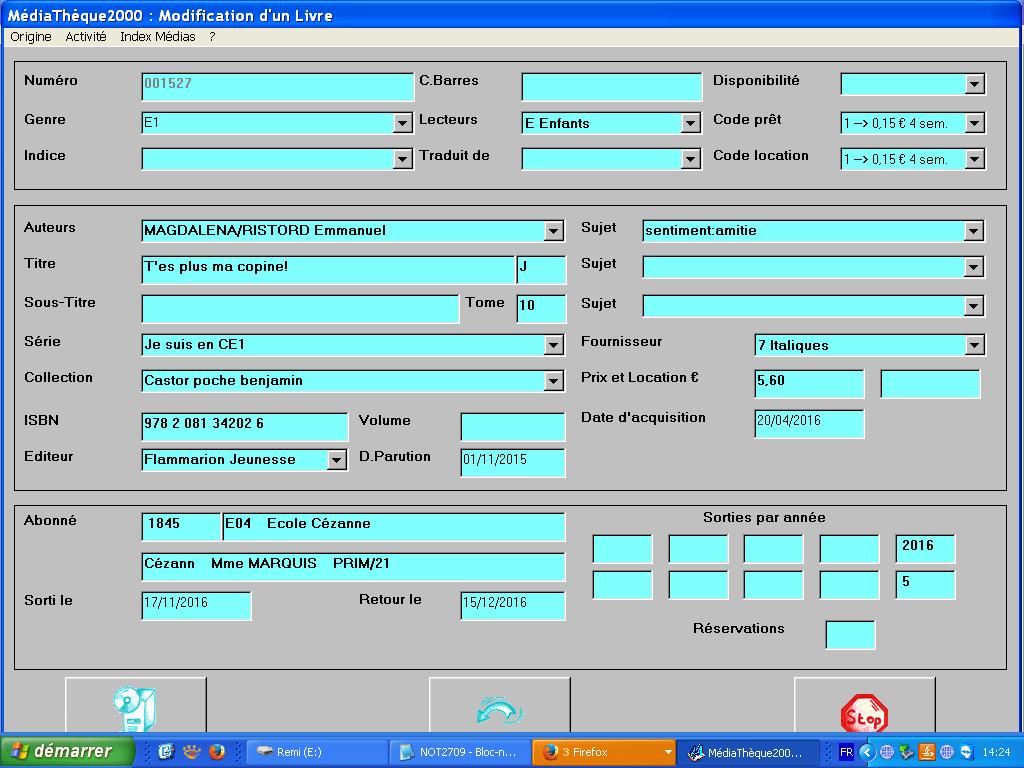 MédiaThèque2000 : Modification d'un Livre
Origine Activité Index Médias ?
Numéro 001527 C.Barres Disponibilité
Genre E1 Lecteurs E Enfants Code prêt 1 --> 0,15 € 4 sem.
Indice Traduit de Code location 1 --> 0,15 € 4 sem.
Auteurs MAGDALENA/RISTORD Emmanuel Sujet sentiment:amitie
Titre T'es plus ma copine! J Sujet
Sous-Titre Tome 10 Sujet
Série Je suis en CE1 Fournisseur 7 Italiques
Collection Castor poche benjamin Prix et Location € 5,60
ISBN 978 2 081 34202 6 Volume Date d'acquisition 20/04/2016
Editeur Flammarion Jeunesse D.Parution 01/11/2015
Abonné 1845 E04 Ecole Cézanne Sorties par année
Cézann Mme MARQUIS PRIM/21 2016
Sorti le 17/11/2016 Retour le 15/12/2016 5
Réservations
Stop
démarrer Remi (E:) NOT2709 - Bloc-n... 3 Firefox MédiaThèque200... FR 14:24